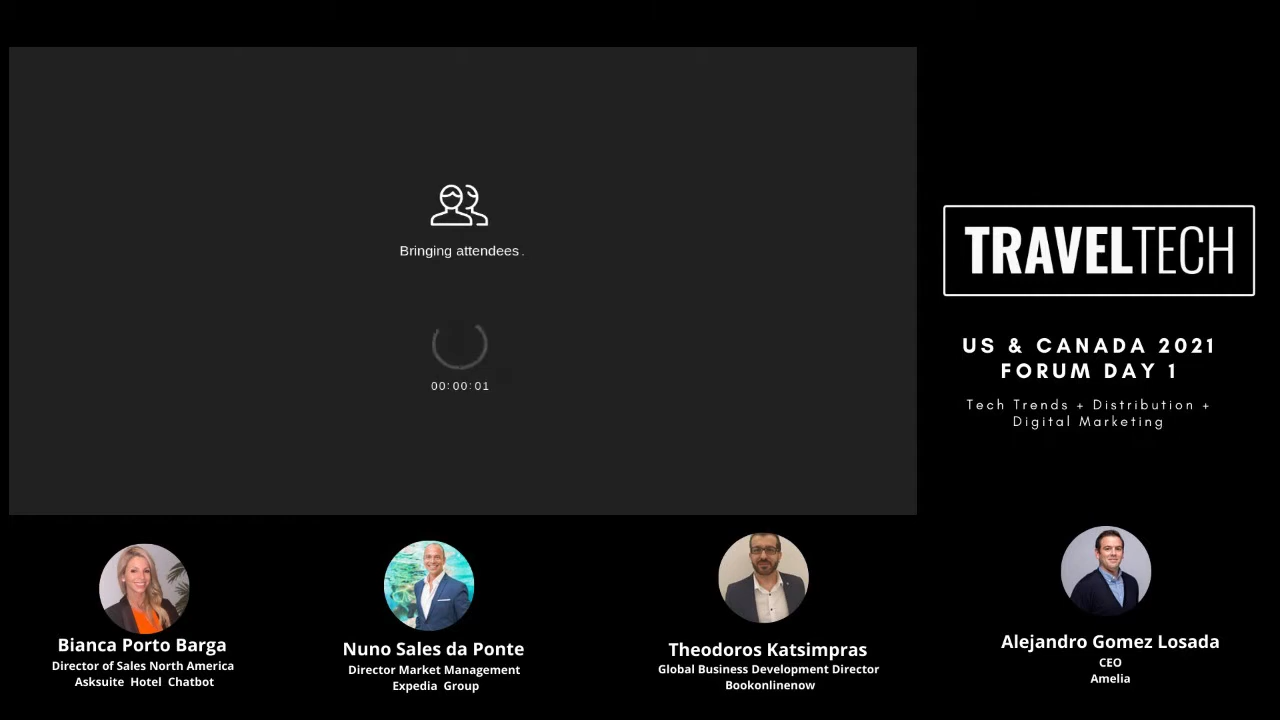 Bringing attendees.
00:00:01
TRAVELTECH
US & CANADA 2021
FORUM DAY 1
Tech Trends + Distribution +
Digital Marketing
Bianca Porto Barga
Director of Sales North America
Asksuite Hotel Chatbot
Nuno Sales da Ponte
Director Market Management
Expedia Group
Theodoros Katsimpras
Global Business Development Director
Bookonlinenow
Alejandro Gomez Losada
CEO
Amelia